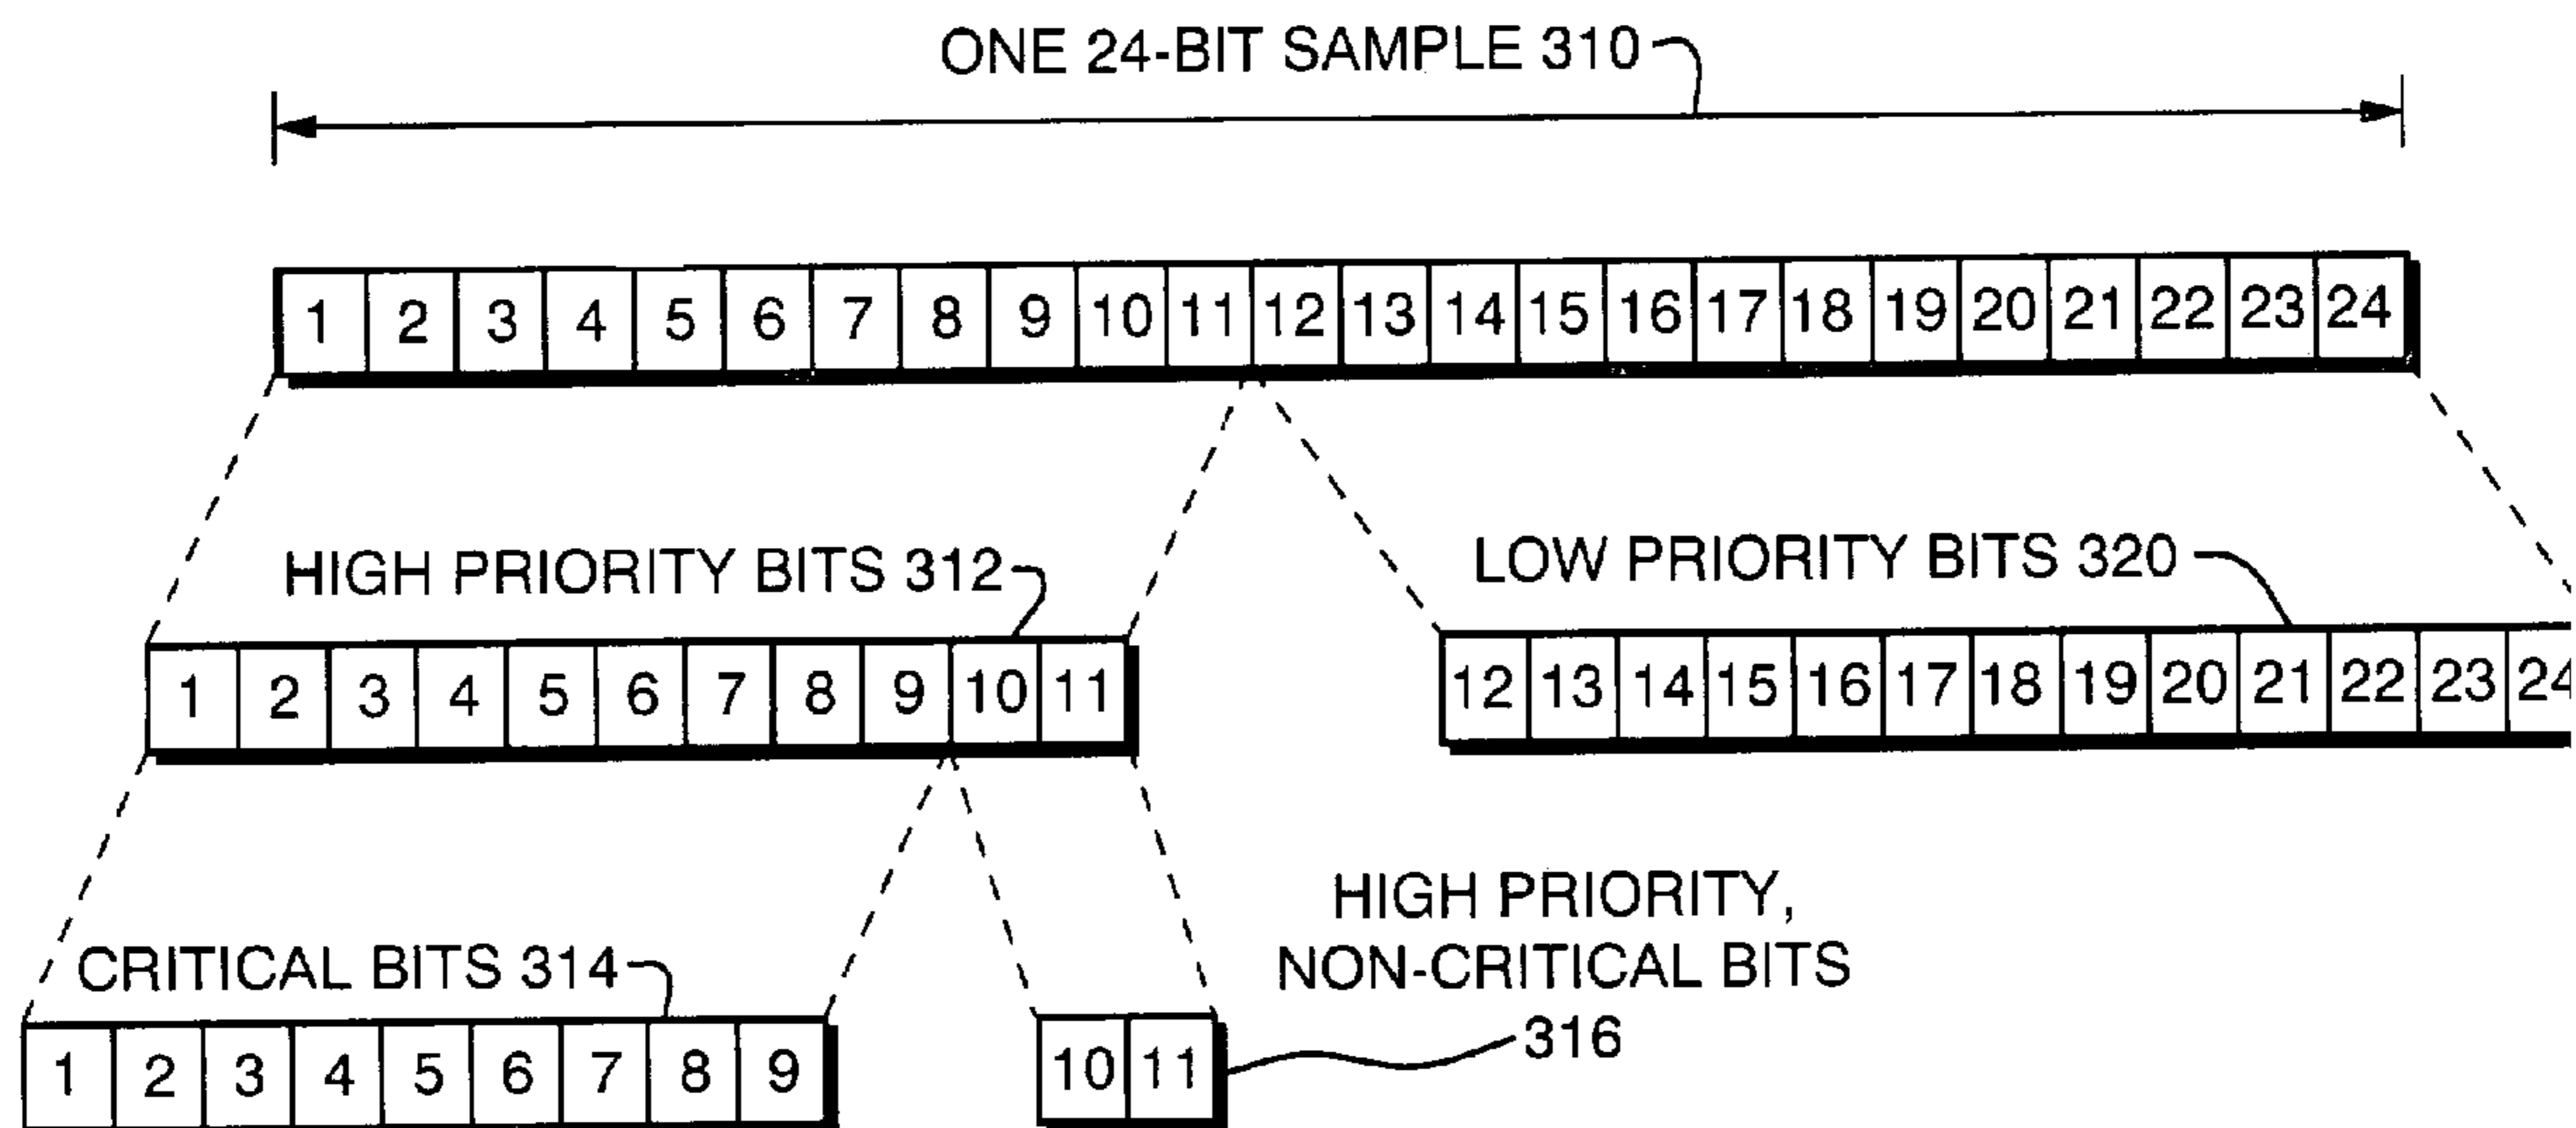 ONE 24-BIT SAMPLE 310
1 2 3 4 5 6 7 8 9 10 11 12 13 14 15 16 17 18 19 20 21 22 23 24
HIGH PRIORITY BITS 312
LOW PRIORITY BITS 320
1 2 3 4 5 6 7 8 9 10 11
12 13 14 15 16 17 18 19 20 21 22 23 24
HIGH PRIORITY,
NON-CRITICAL BITS
316
CRITICAL BITS 314
1 2 3 4 5 6 7 8 9
10 11